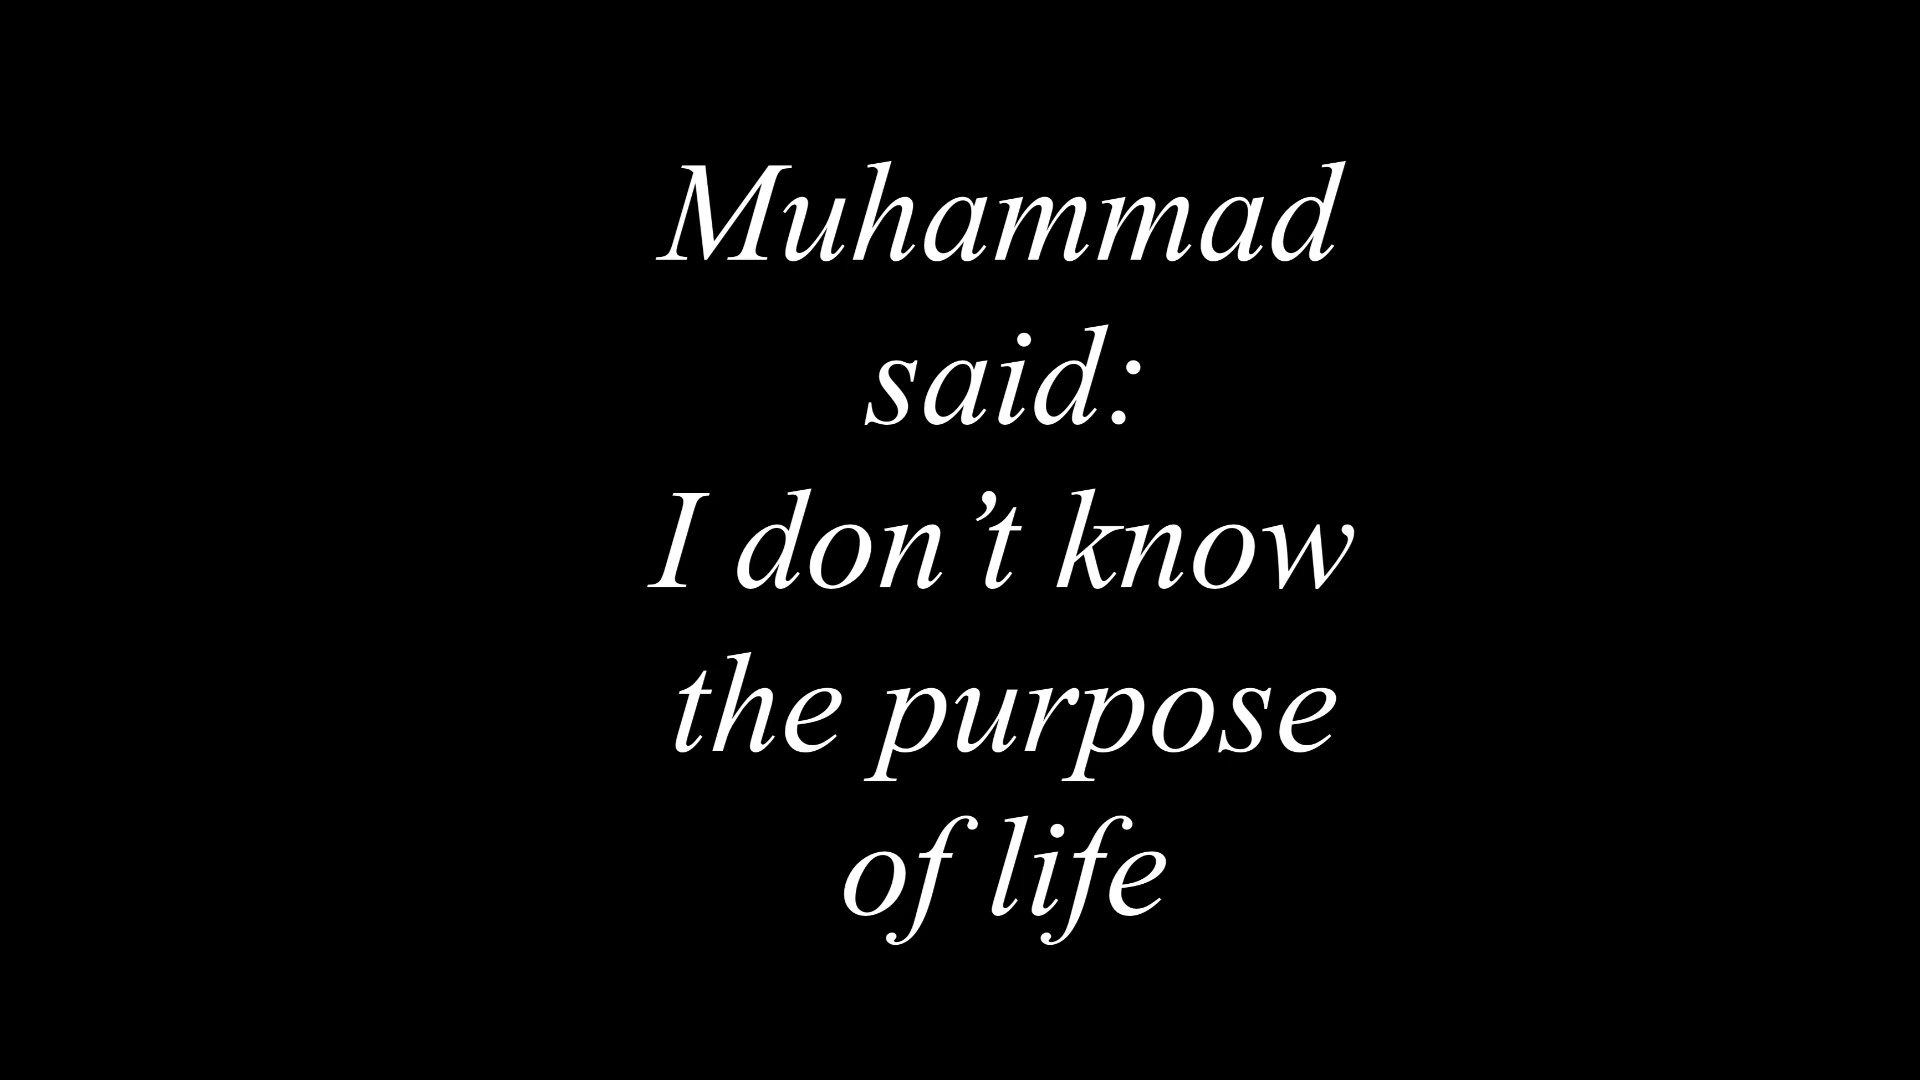 Muhammad
said:
I don’t know
the purpose
of life